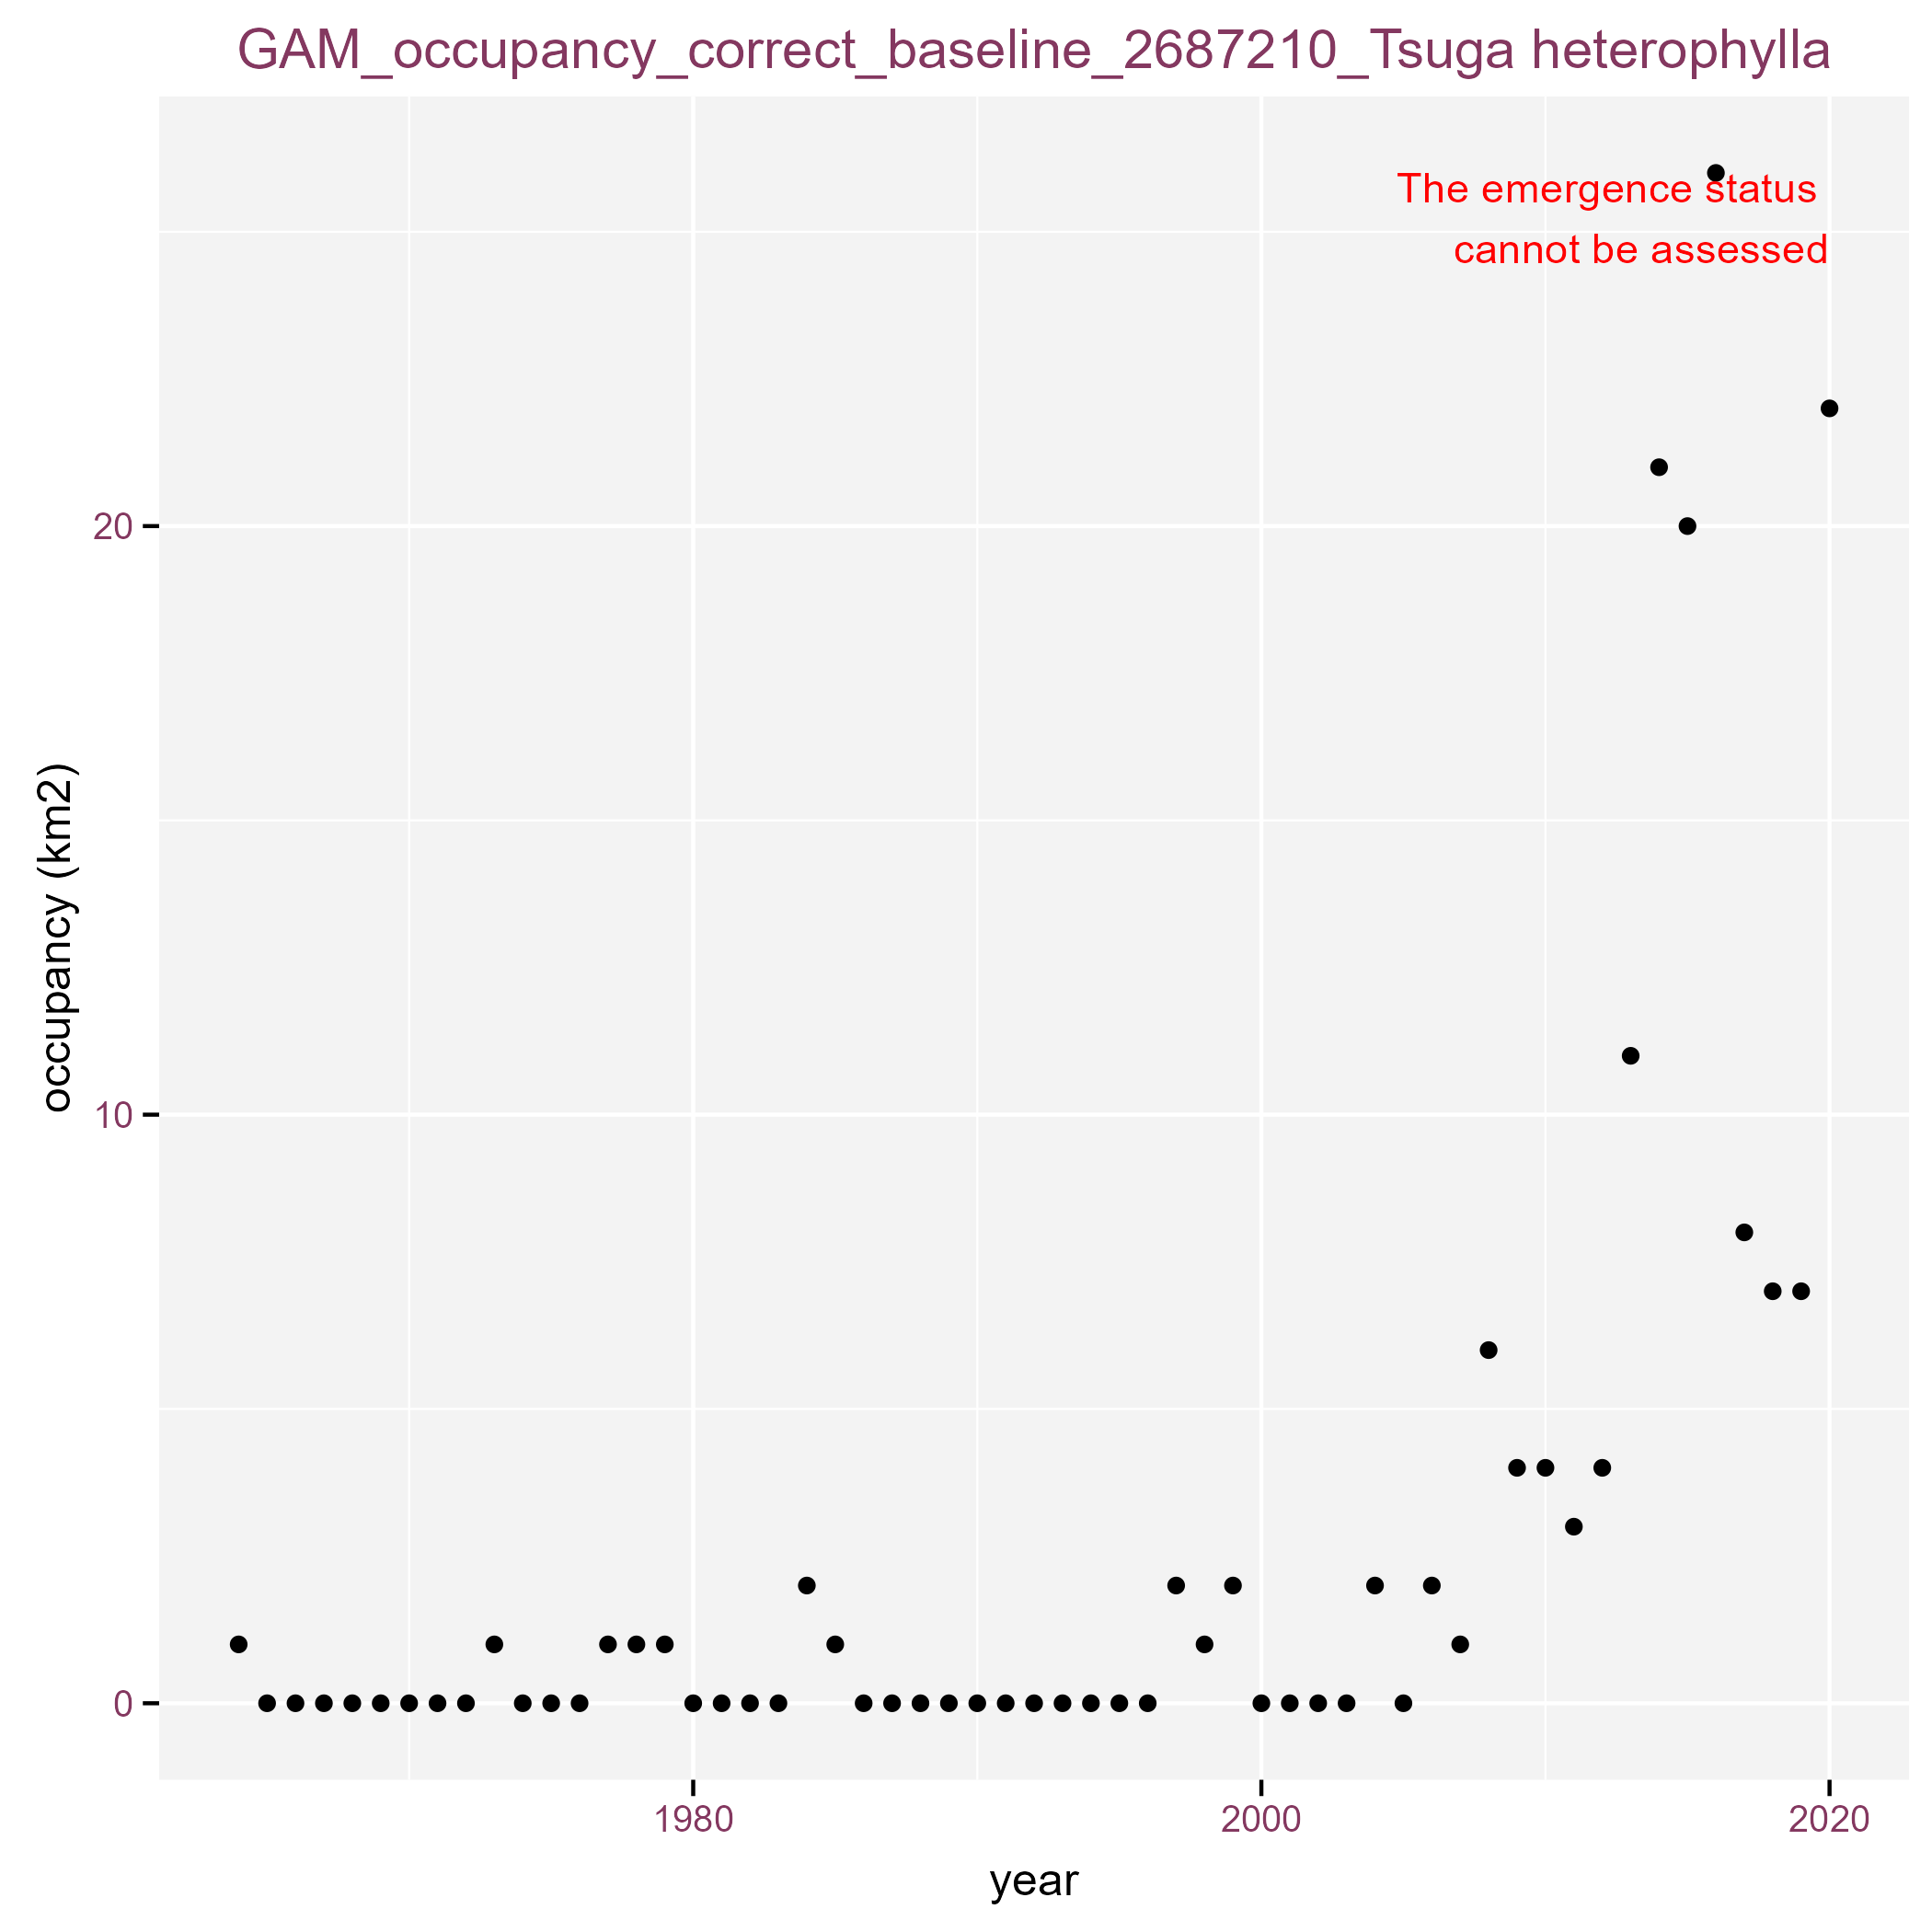 GAM_occupancy_correct_baseline_2687210_Tsuga heterophylla
The emergence status
cannot be assessed
20
10
0
occupancy (km2)
1980
2000
2020
year